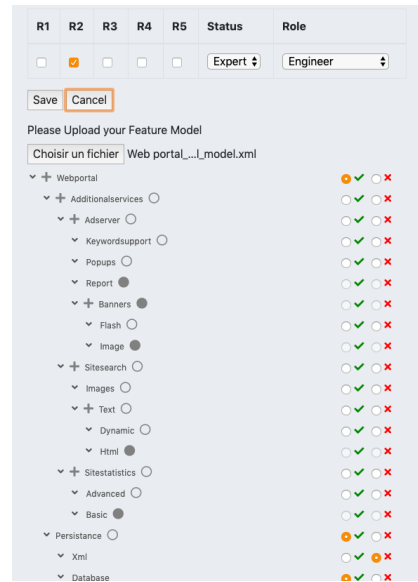 R1 R2 R3 R4 R5 Status Role
Expert Engineer
Save Cancel
Please Upload your Feature Model
Choisir un fichier Web portal_...l_model.xml
Webportal
Additionalservices
Adserver
Keywordsupport
Popups
Report
Banners
Flash
Image
Sitesearch
Images
Text
Dynamic
Html
Sitestatistics
Advanced
Basic
Persistance
Xml
Database